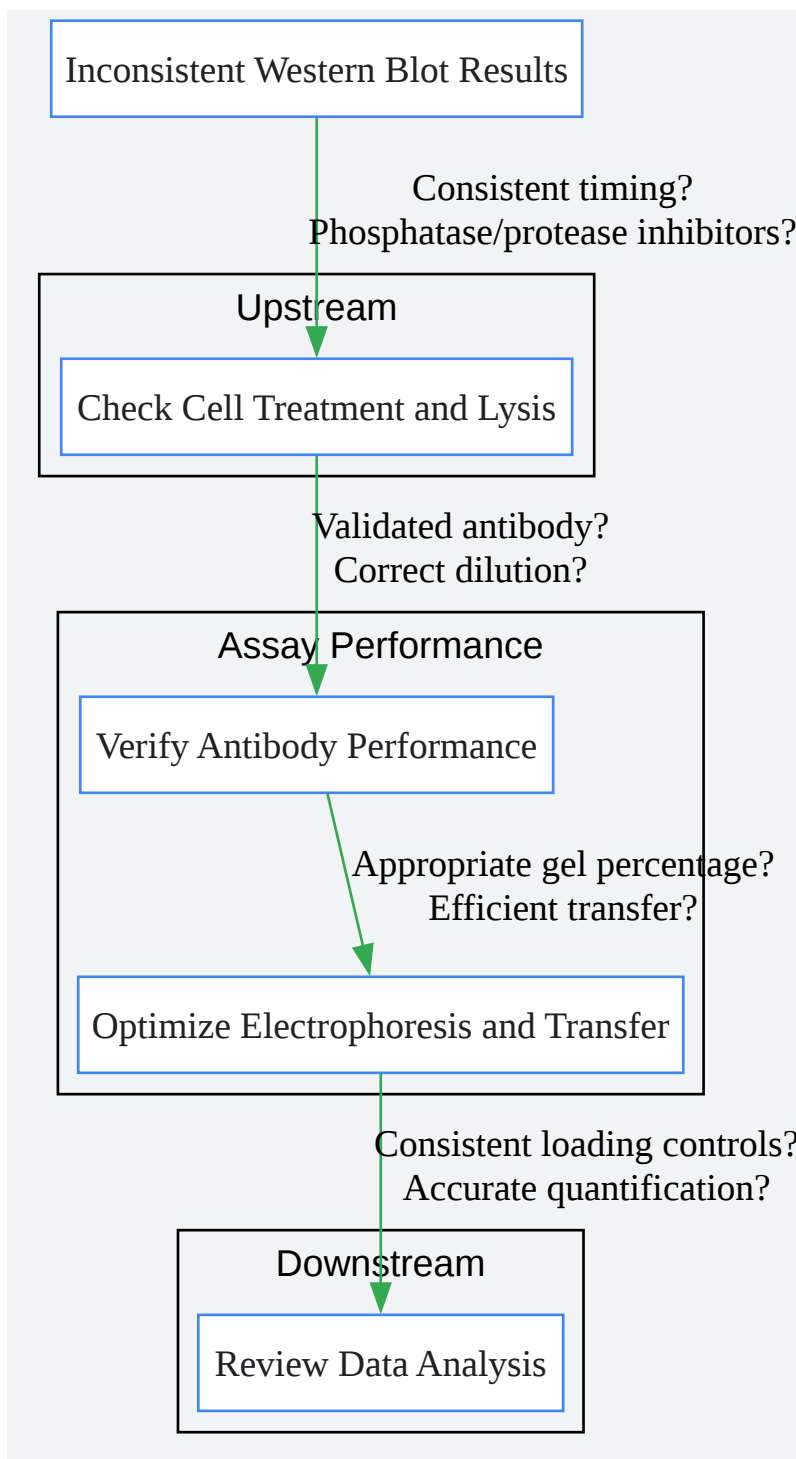 Inconsistent Western Blot Results
Consistent timing?
Phosphatase/protease inhibitors?
Upstream
Check Cell Treatment and Lysis
Validated antibody?
Correct dilution?
Assay Performance
Verify Antibody Performance
Appropriate gel percentage?
Efficient transfer?
Optimize Electrophoresis and Transfer
Consistent loading controls?
Accurate quantification?
Downstream
Review Data Analysis